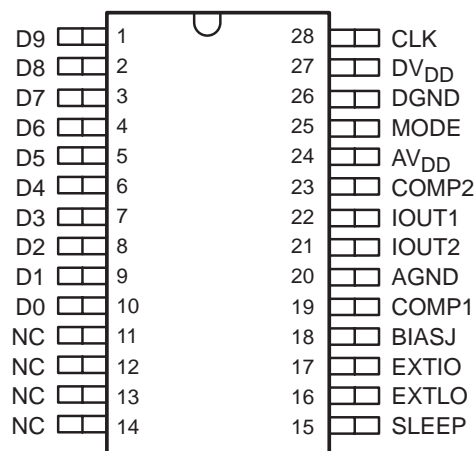 D9 1 28 CLK
D8 2 27 DVDD
D7 3 26 DGND
D6 4 25 MODE
D5 5 24 AVDD
D4 6 23 COMP2
D3 7 22 IOUT1
D2 8 21 IOUT2
D1 9 20 AGND
D0 10 19 COMP1
NC 11 18 BIASJ
NC 12 17 EXTIO
NC 13 16 EXTLO
NC 14 15 SLEEP